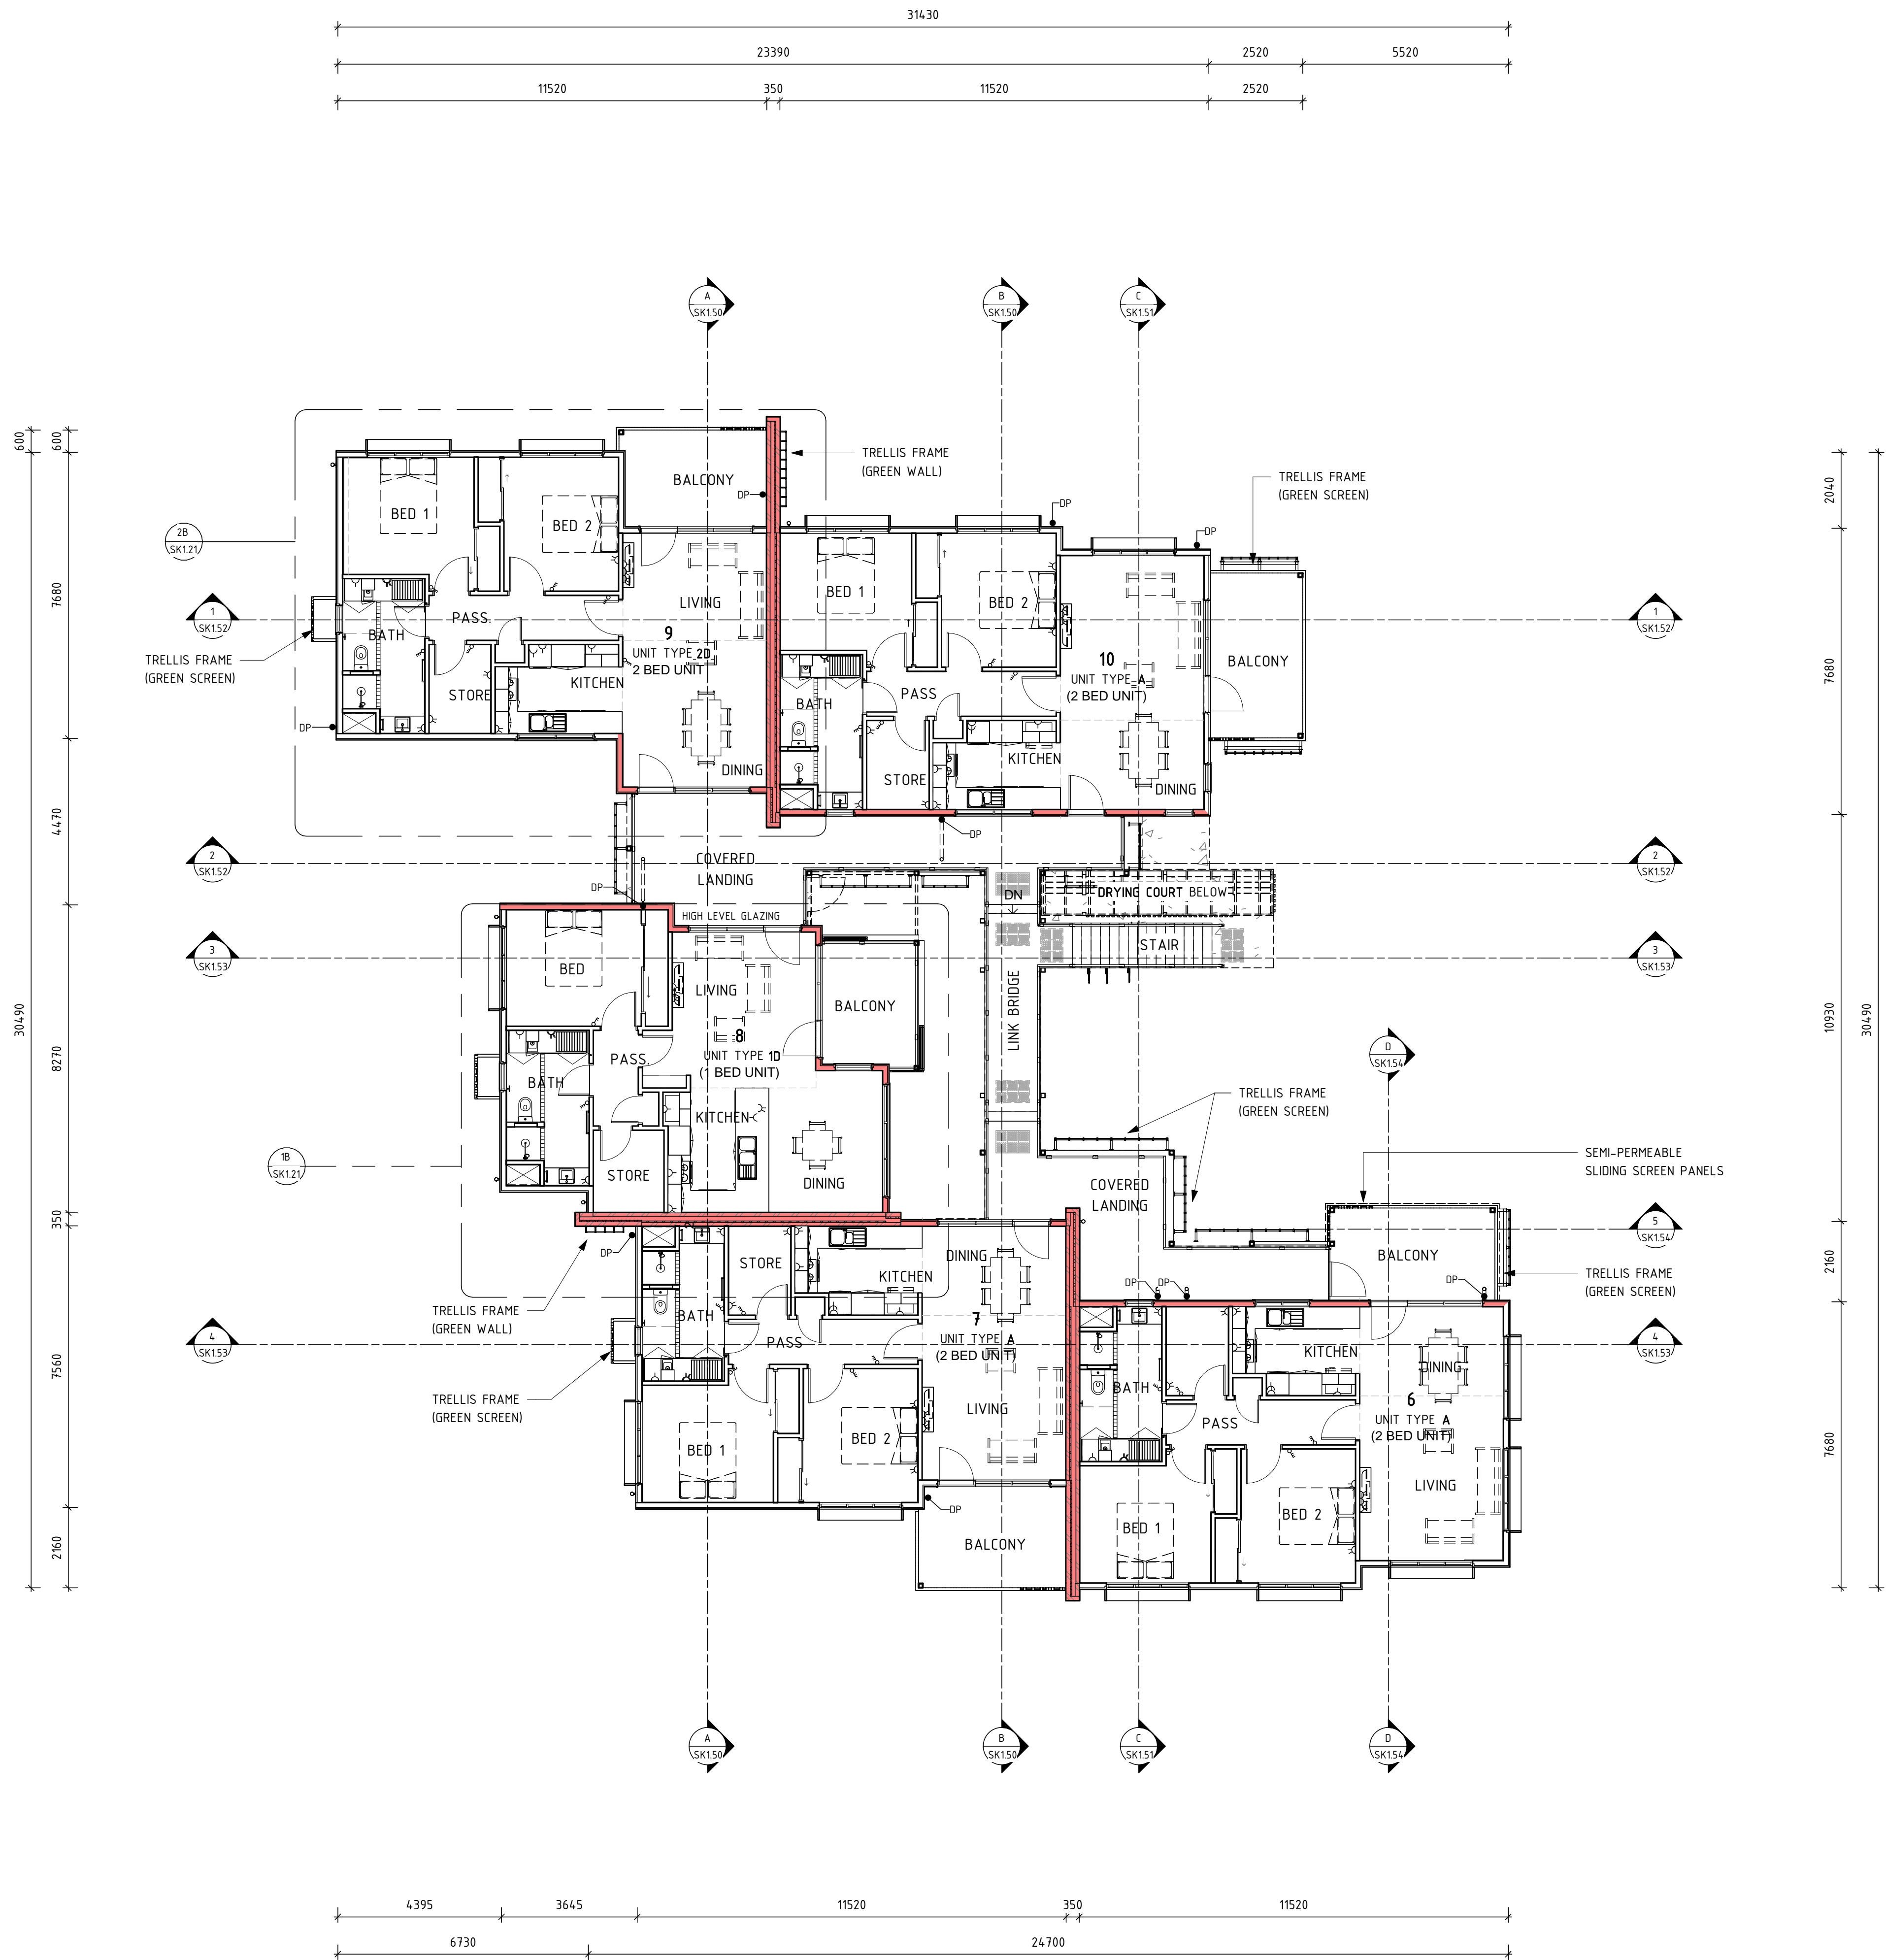 31430
23390
2520
5520
11520
350
11520
2520
A
SK1.50
B
SK1.50
C
SK1.51
600
600
TRELLIS FRAME
(GREEN WALL)
BALCONY
DP
TRELLIS FRAME
(GREEN SCREEN)
2040
BED 1
BED 2
DP
DP
2B
SK1.21
7680
LIVING
BED 1
BED 2
1
SK1.52
PASS.
BATH
9
UNIT TYPE 2D
2 BED UNIT
1
SK1.52
TRELLIS FRAME
(GREEN SCREEN)
STORE
KITCHEN
10
UNIT TYPE A
(2 BED UNIT)
BALCONY
7680
PASS
BATH
DP
KITCHEN
DINING
STORE
DINING
4470
DP
2
SK1.52
COVERED
LANDING
2
SK1.52
DP
DN
DRYING COURT BELOW
HIGH LEVEL GLAZING
3
SK1.53
STAIR
3
SK1.53
BED
LIVING
BALCONY
LINK BRIDGE
30490
10930
30490
8
UNIT TYPE 1D
(1 BED UNIT)
PASS.
D
SK1.54
8270
BATH
KITCHEN
TRELLIS FRAME
(GREEN SCREEN)
1B
SK1.21
STORE
DINING
COVERED
LANDING
SEMI-PERMEABLE
SLIDING SCREEN PANELS
350
5
SK1.54
DP
STORE
DINING
BALCONY
KITCHEN
2160
DP
DP
DP
TRELLIS FRAME
(GREEN SCREEN)
TRELLIS FRAME
(GREEN WALL)
BATH
7
UNIT TYPE A
(2 BED UNIT)
4
SK1.53
PASS
KITCHEN
4
SK1.53
7560
DINING
BATH
TRELLIS FRAME
(GREEN SCREEN)
LIVING
6
UNIT TYPE A
(2 BED UNIT)
PASS
7680
BED 1
BED 2
LIVING
DP
BED 1
BED 2
2160
BALCONY
A
SK1.50
B
SK1.50
C
SK1.51
D
SK1.54
4395
3645
11520
350
11520
6730
24700